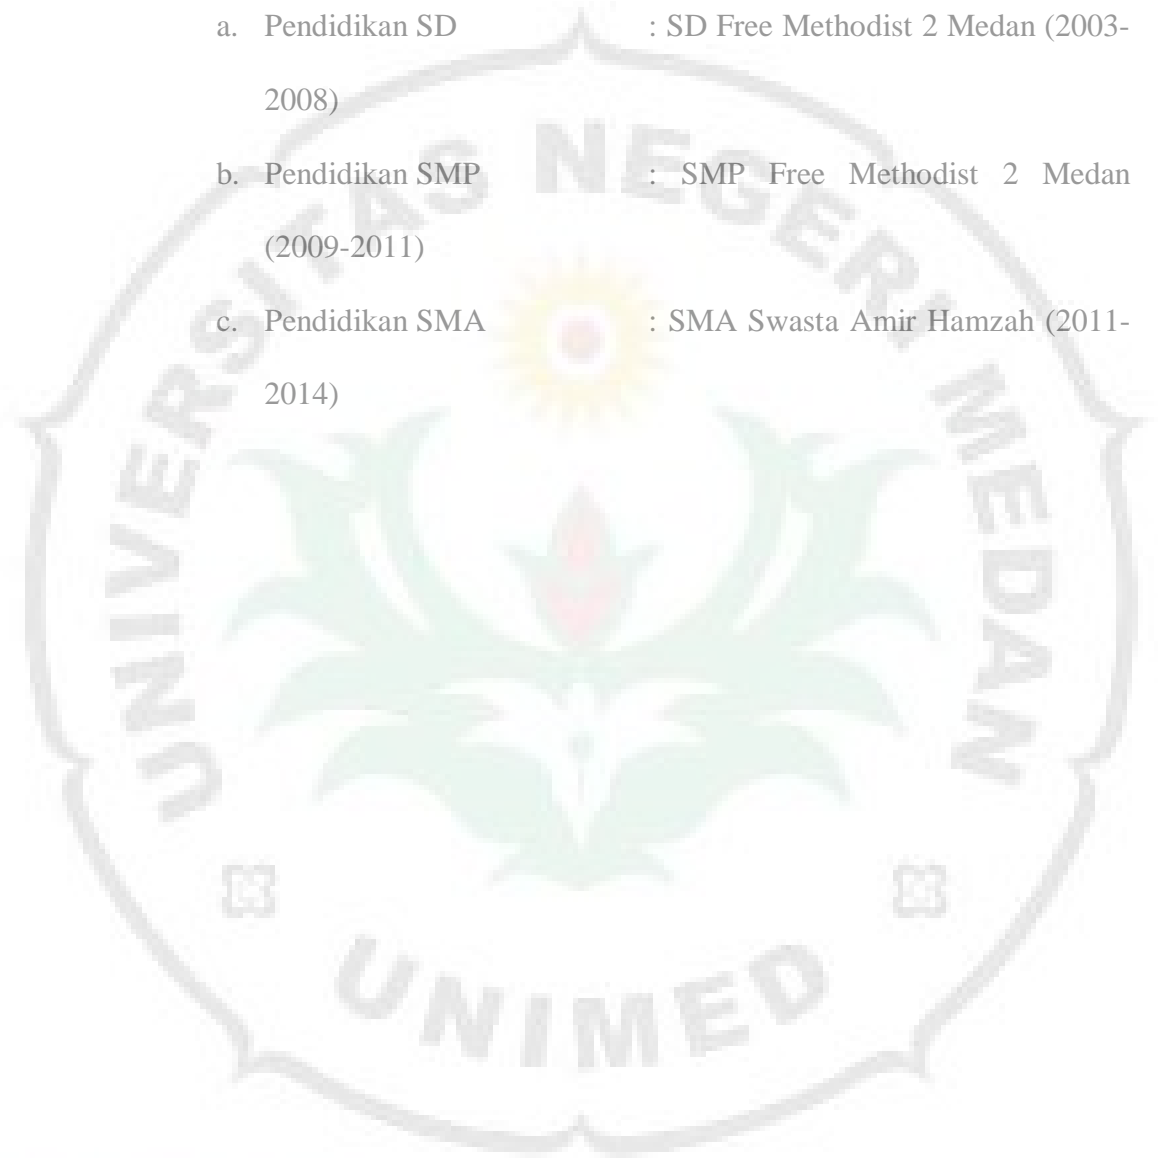 a. Pendidikan SD : SD Free Methodist 2 Medan (2003-
2008)
b. Pendidikan SMP : SMP Free Methodist 2 Medan
(2009-2011)
c. Pendidikan SMA : SMA Swasta Amir Hamzah (2011-
2014)
UNIVERSITAS NEGERI MEDAN
UNIMED